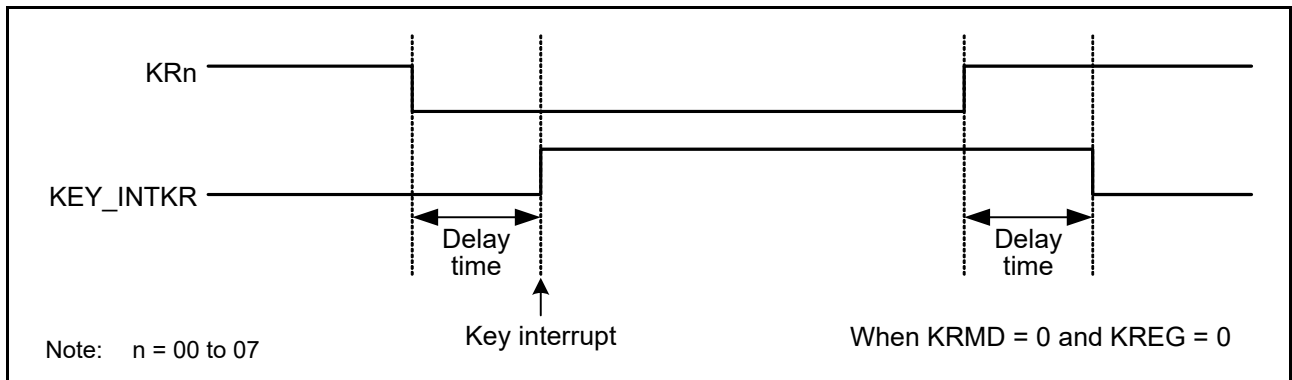 KRn
KEY_INTKR
Delay
time
Delay
time
Key interrupt
When KRMD = 0 and KREG = 0
Note: n = 00 to 07